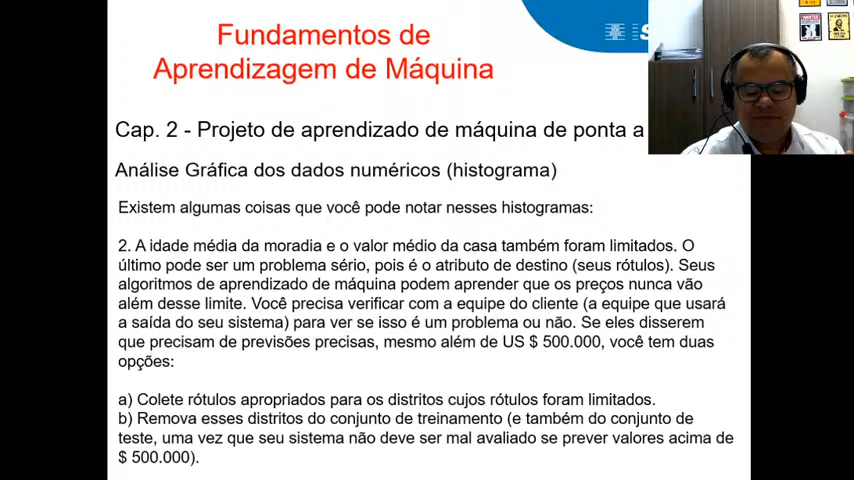 Fundamentos de
Aprendizagem de Máquina
Cap. 2 - Projeto de aprendizado de máquina de ponta a
Análise Gráfica dos dados numéricos (histograma)
Existem algumas coisas que você pode notar nesses histogramas:
2. A idade média da moradia e o valor médio da casa também foram limitados. O
último pode ser um problema sério, pois é o atributo de destino (seus rótulos). Seus
algoritmos de aprendizado de máquina podem aprender que os preços nunca vão
além desse limite. Você precisa verificar com a equipe do cliente (a equipe que usará
a saída do seu sistema) para ver se isso é um problema ou não. Se eles disserem
que precisam de previsões precisas, mesmo além de US $ 500.000, você tem duas
opções:
a) Colete rótulos apropriados para os distritos cujos rótulos foram limitados.
b) Remova esses distritos do conjunto de treinamento (e também do conjunto de
teste, uma vez que seu sistema não deve ser mal avaliado se prever valores acima de
$ 500.000).